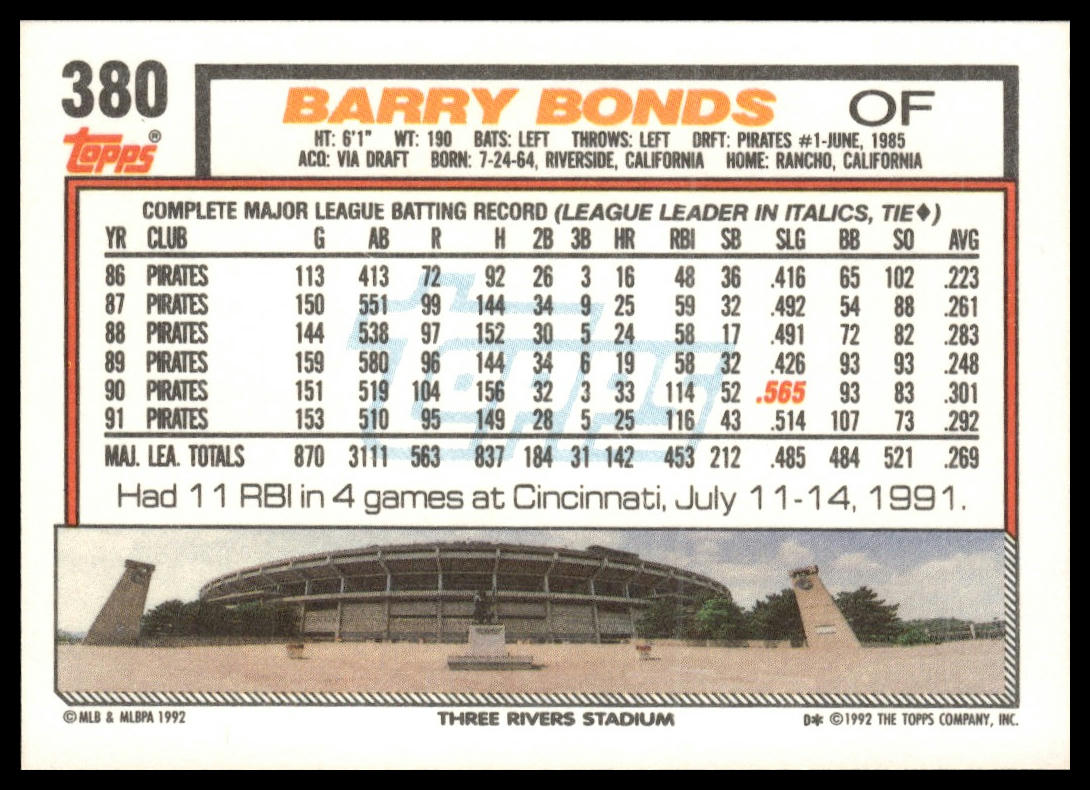 380
topps®
BARRY BONDS OF
HT: 6'1" WT: 190 BATS: LEFT THROWS: LEFT DRFT: PIRATES #1-JUNE, 1985
ACQ: VIA DRAFT BORN: 7-24-64, RIVERSIDE, CALIFORNIA HOME: RANCHO, CALIFORNIA
COMPLETE MAJOR LEAGUE BATTING RECORD (LEAGUE LEADER IN ITALICS, TIE♦)
YR CLUB G AB R H 2B 3B HR RBI SB SLG BB SO AVG
86 PIRATES 113 413 72 92 26 3 16 48 36 .416 65 102 .223
87 PIRATES 150 551 99 144 34 9 25 59 32 .492 54 88 .261
88 PIRATES 144 538 97 152 30 5 24 58 17 .491 72 82 .283
89 PIRATES 159 580 96 144 34 6 19 58 32 .426 93 93 .248
90 PIRATES 151 519 104 156 32 3 33 114 52 .565 93 83 .301
91 PIRATES 153 510 95 149 28 5 25 116 43 .514 107 73 .292
MAJ. LEA. TOTALS 870 3111 563 837 184 31 142 453 212 .485 484 521 .269
topps
Had 11 RBI in 4 games at Cincinnati, July 11-14, 1991.
© MLB & MLBPA 1992 THREE RIVERS STADIUM D* © 1992 THE TOPPS COMPANY, INC.